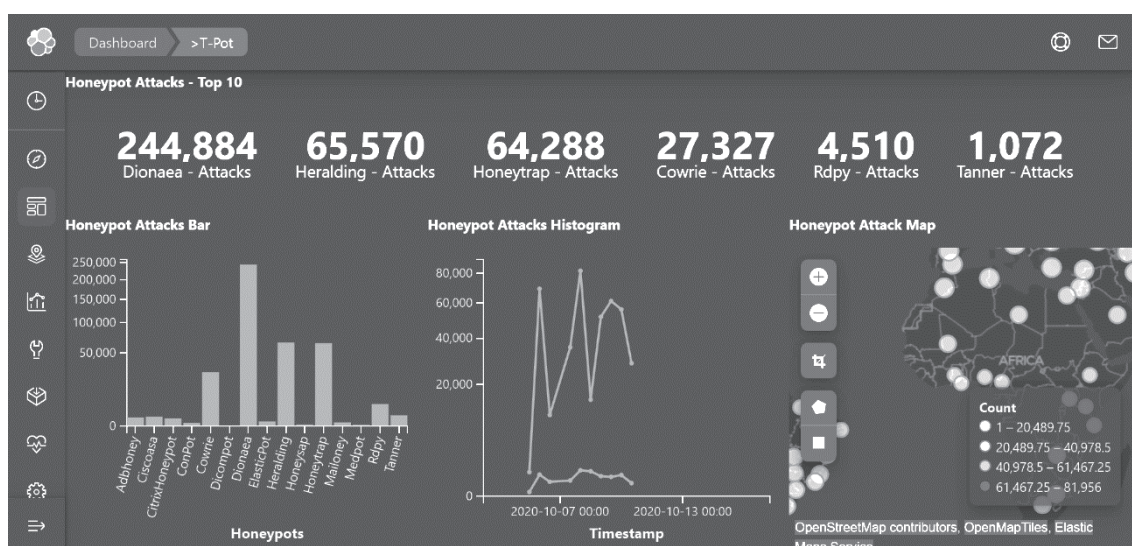 Dashboard >T-Pot
Honeypot Attacks - Top 10
244,884 65,570 64,288 27,327 4,510 1,072
Dionaea - Attacks Heralding - Attacks Honeytrap - Attacks Cowrie - Attacks Rdpy - Attacks Tanner - Attacks
Honeypot Attacks Bar
250,000
200,000
150,000
100,000
50,000
0
Adbhoney
Ciscoasa
CitrixHoneypot
ConPot
Cowrie
Dicompot
Dionaea
ElasticPot
Heralding
Honeysap
Honeytrap
Mailoney
Medpot
Rdpy
Tanner
Honeypots
Honeypot Attacks Histogram
80,000
60,000
40,000
20,000
0
2020-10-07 00:00 2020-10-13 00:00
Timestamp
Honeypot Attack Map
AFRICA
Count
1 – 20,489.75
20,489.75 – 40,978.5
40,978.5 – 61,467.25
61,467.25 – 81,956
OpenStreetMap contributors, OpenMapTiles, Elastic
Maps Service